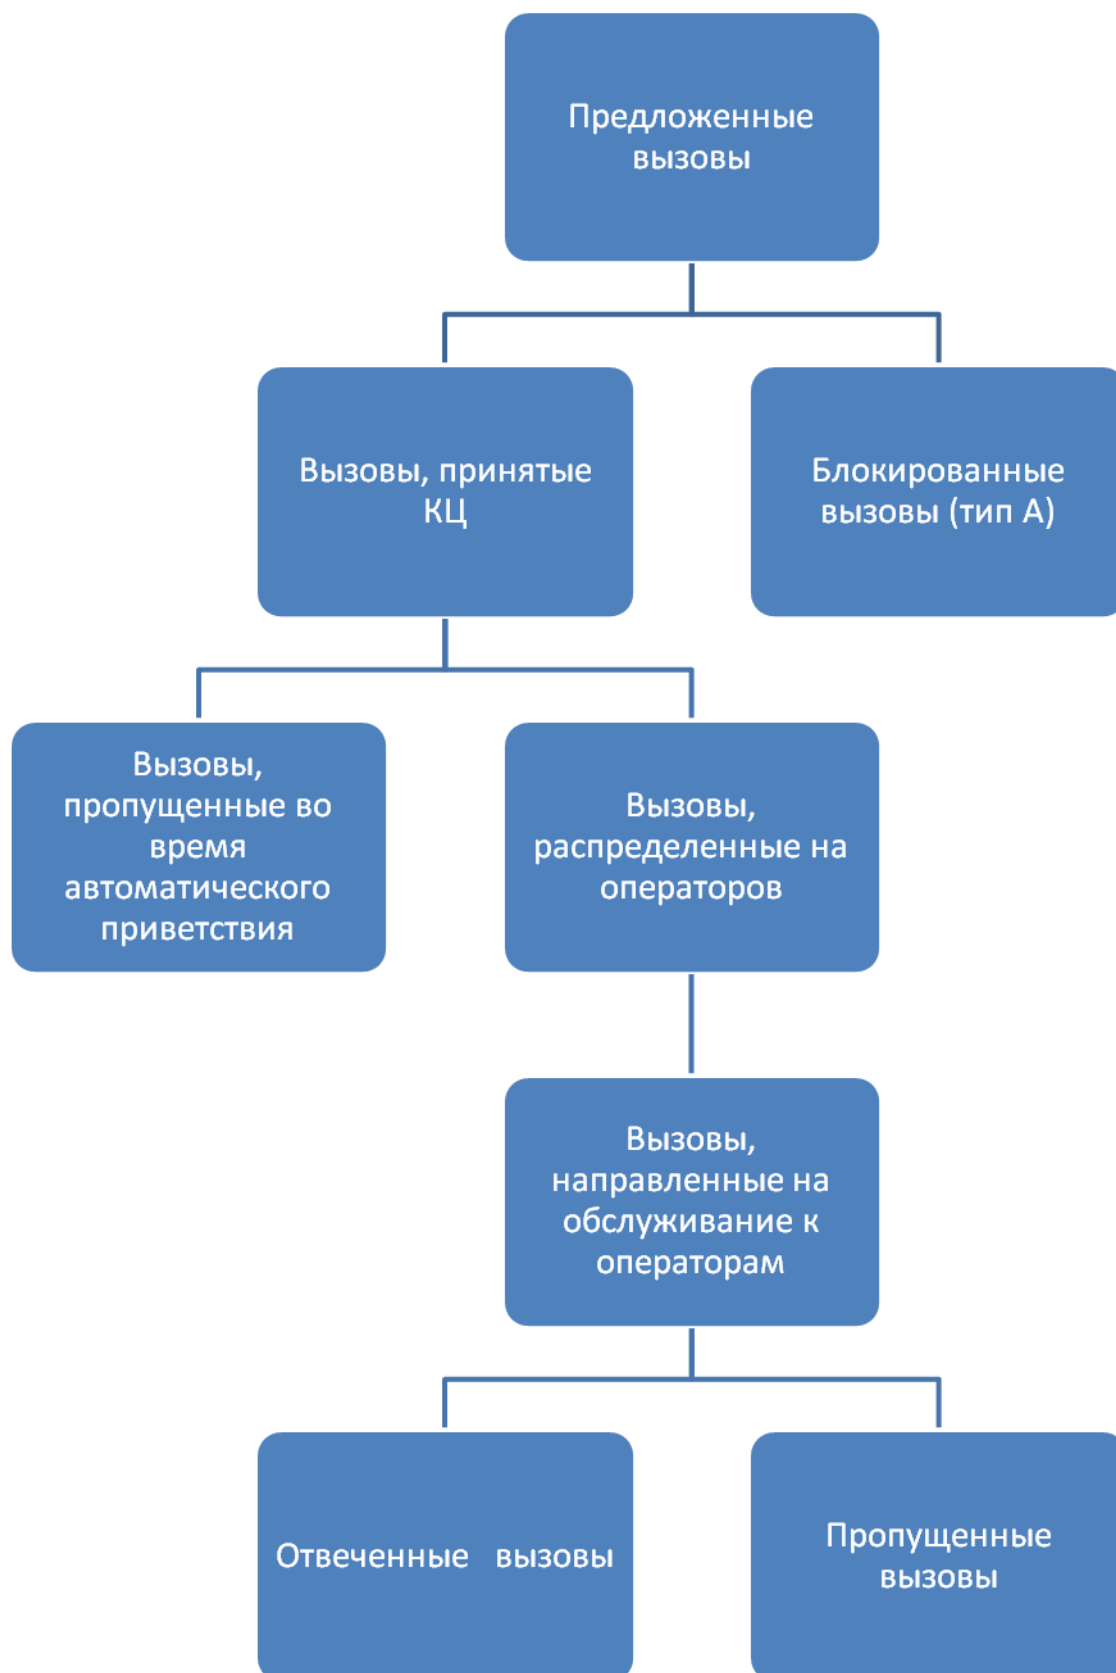 Предложенные
вызовы
Вызовы, принятые
КЦ
Блокированные
вызовы (тип А)
Вызовы,
пропущенные во
время
автоматического
приветствия
Вызовы,
распределенные на
операторов
Вызовы,
направленные на
обслуживание к
операторам
Отвеченные вызовы
Пропущенные
вызовы